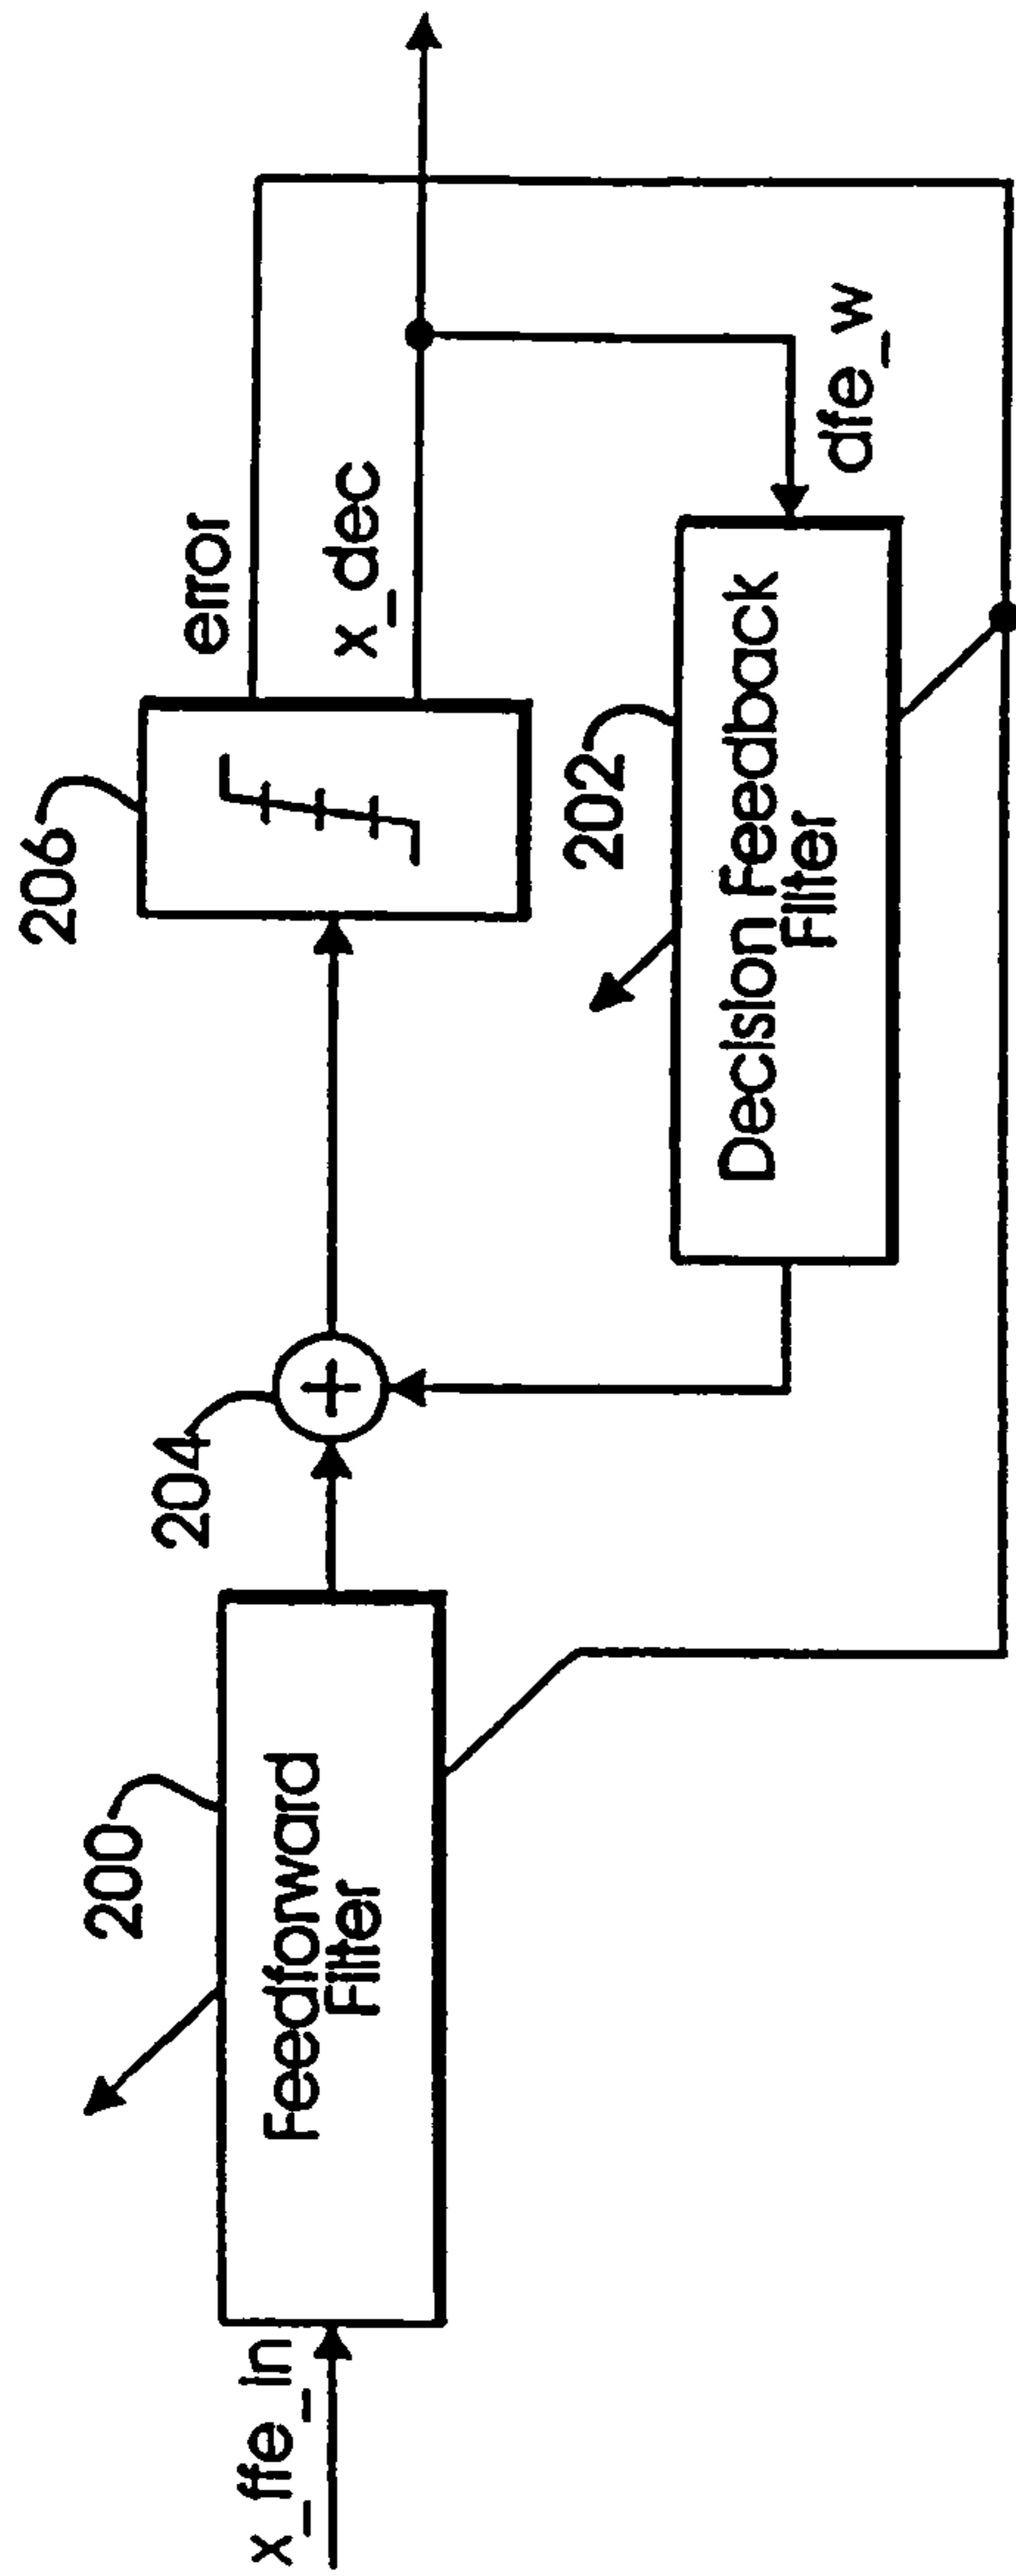 x_ffe_in
200
Feedforward
Filter
204
206
error
x_dec
202
Decision Feedback
Filter
dfe_w